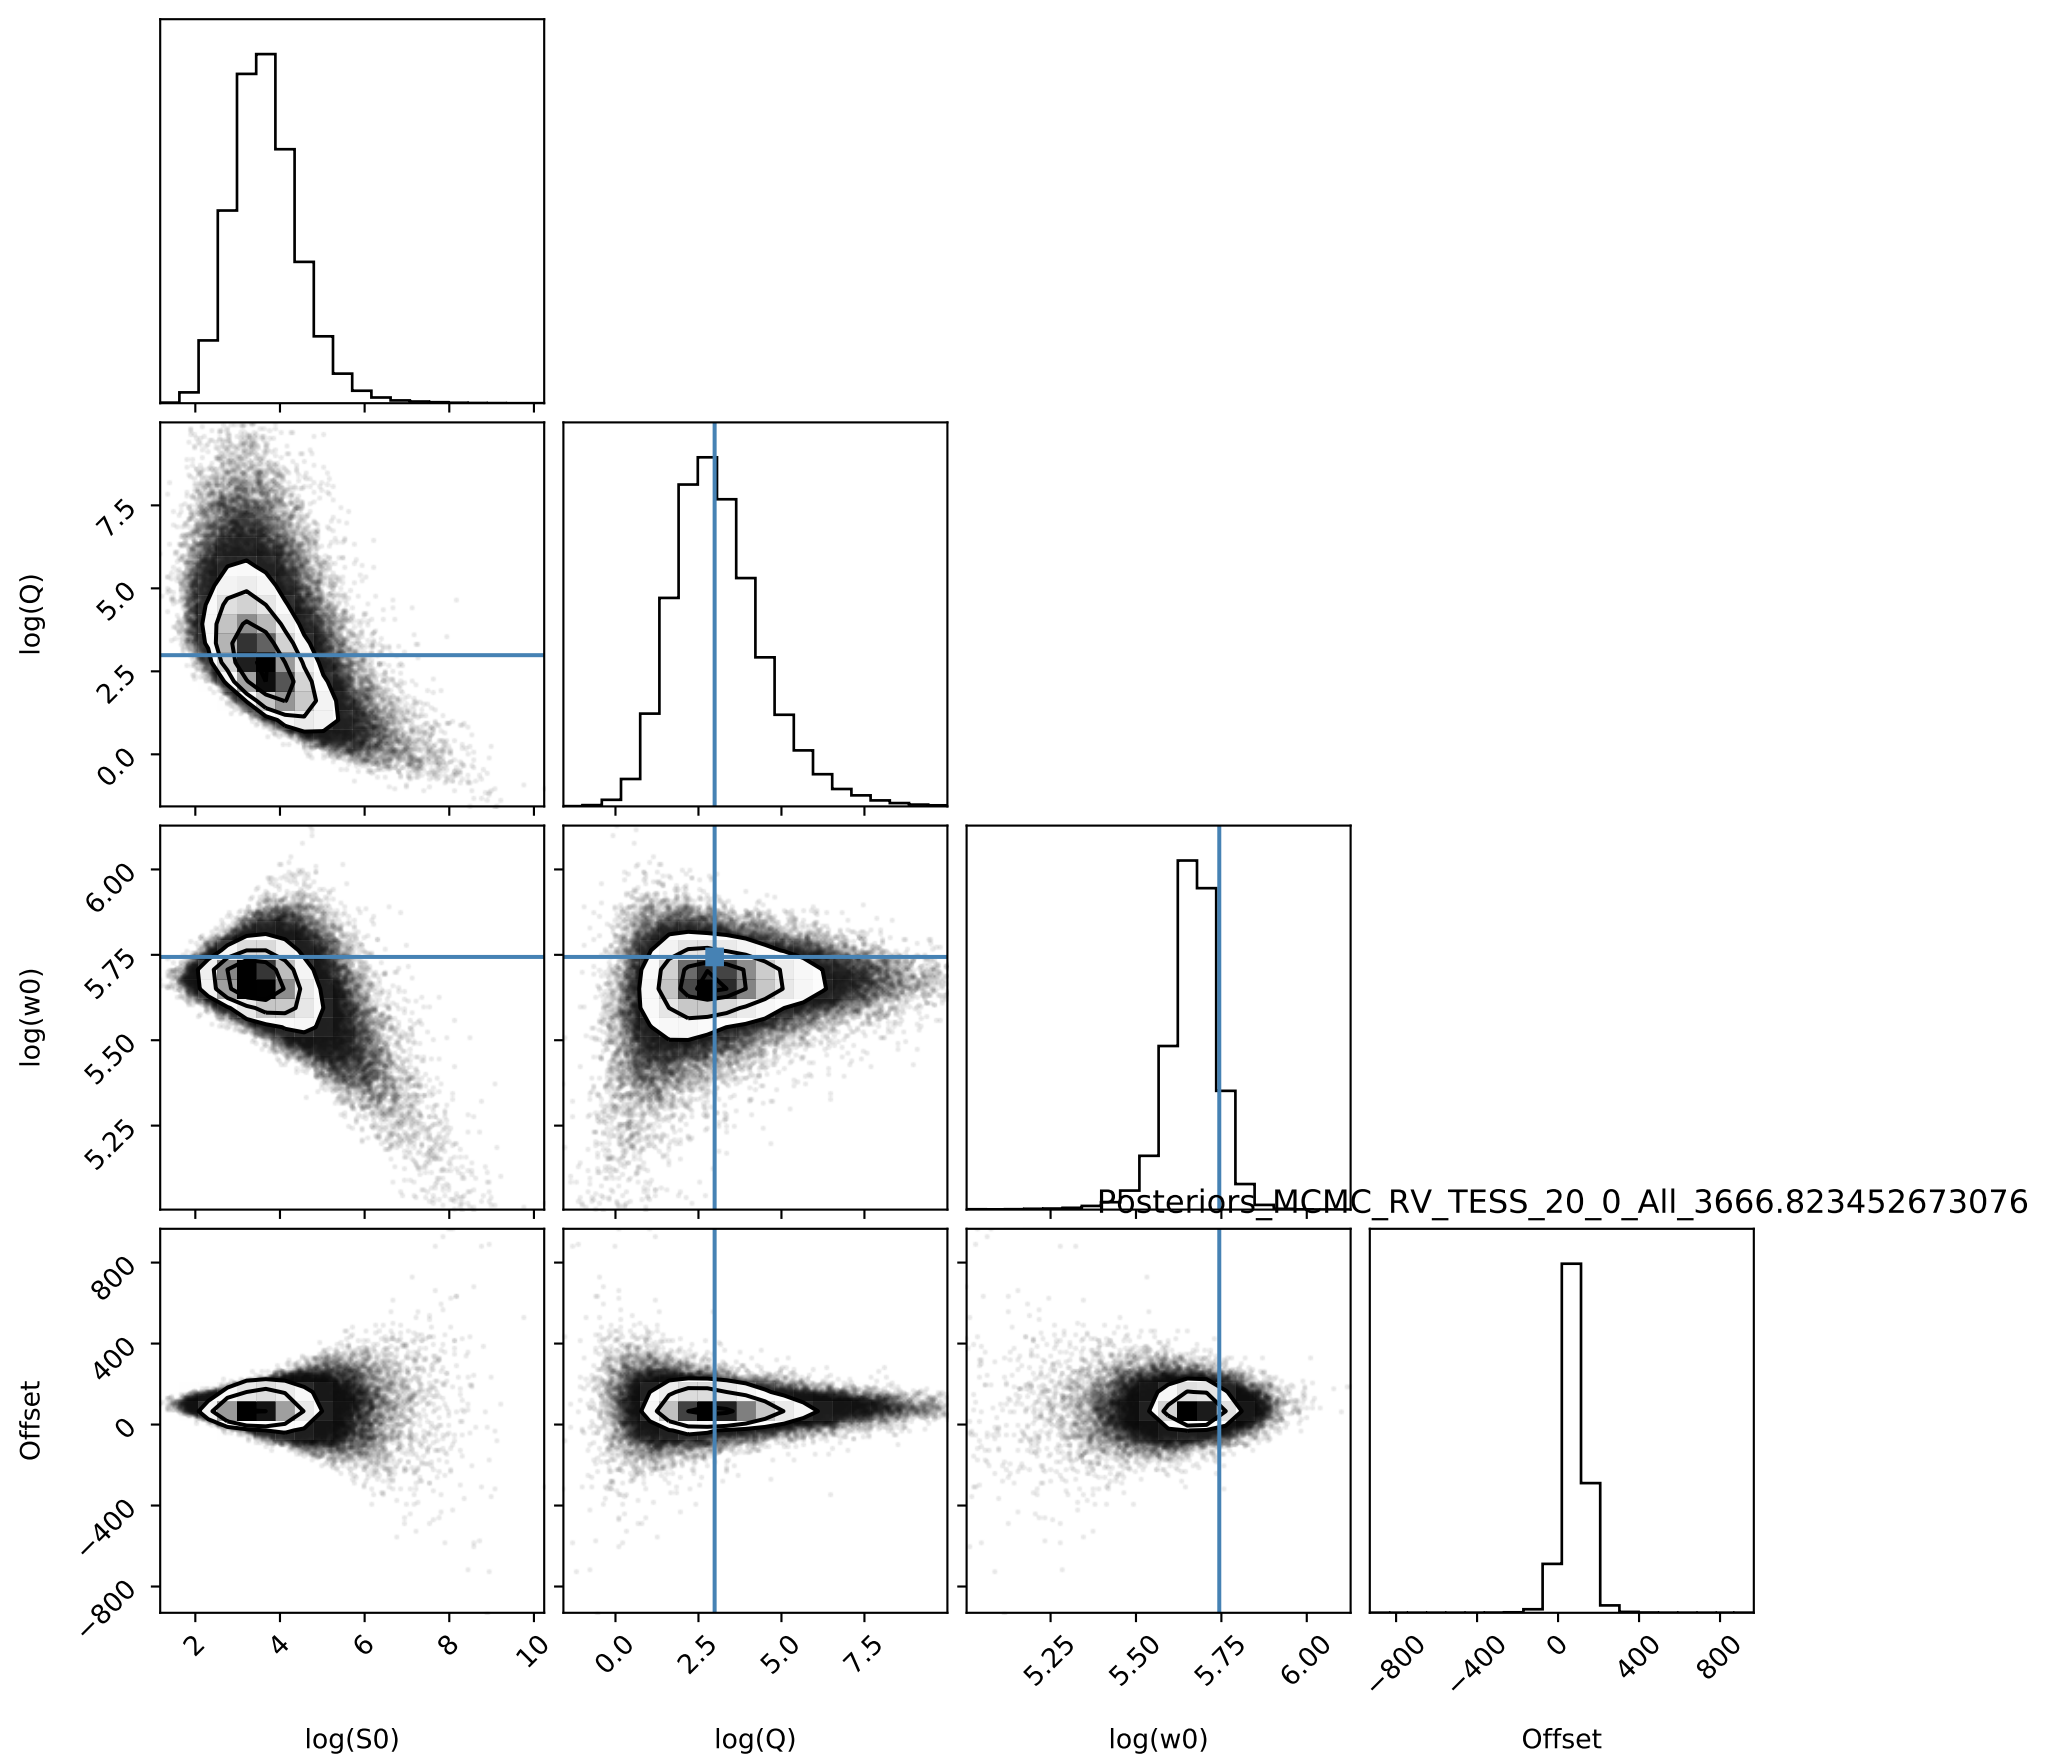 log(Q)
7.5
5.0
2.5
0.0
log(w0)
6.00
5.75
5.50
5.25
Posteriors_MCMC_RV_TESS_20_0_All_3666.823452673076
Offset
800
400
0
−400
−800
2 4 6 8 10
0.0 2.5 5.0 7.5
5.25 5.50 5.75 6.00
−800 −400 0 400 800
log(S0) log(Q) log(w0) Offset